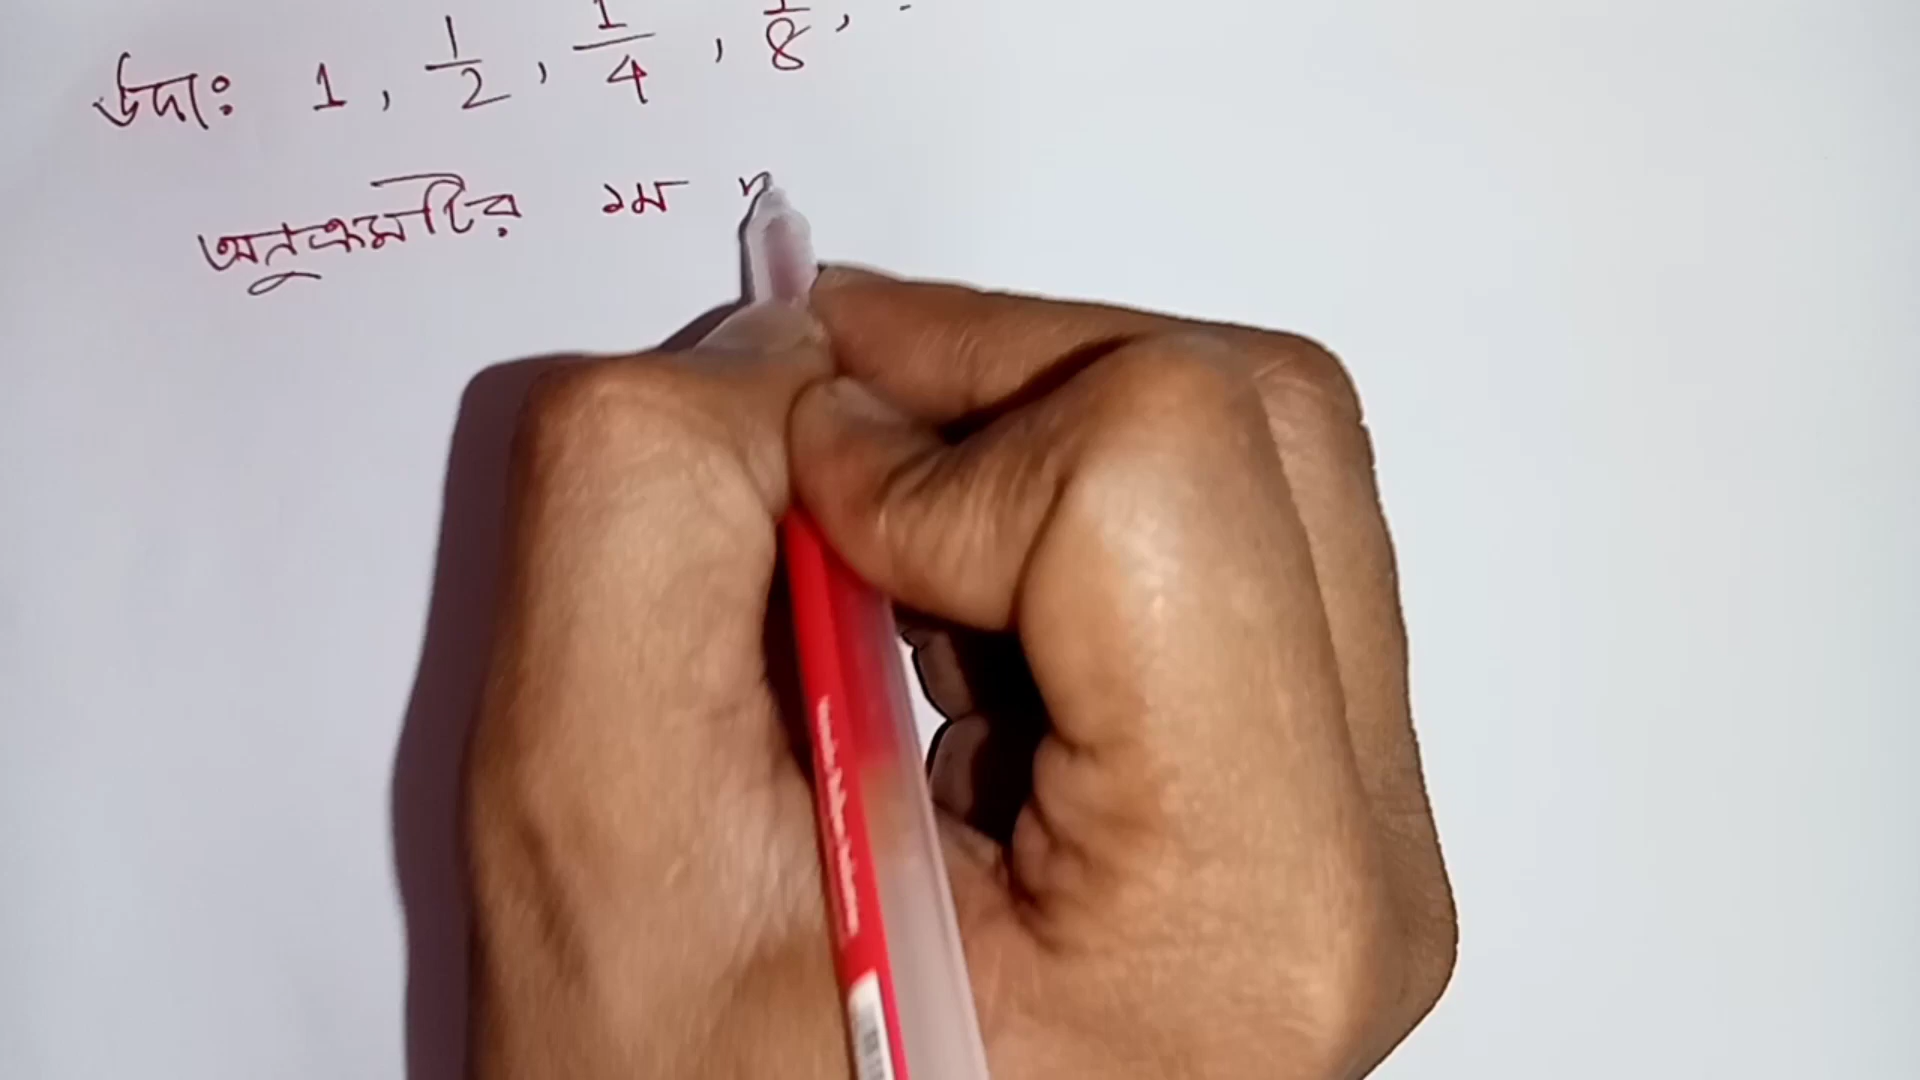 উদাঃ 1, 1/2, 1/4, 1/8,
অনুক্রমটির ১ম